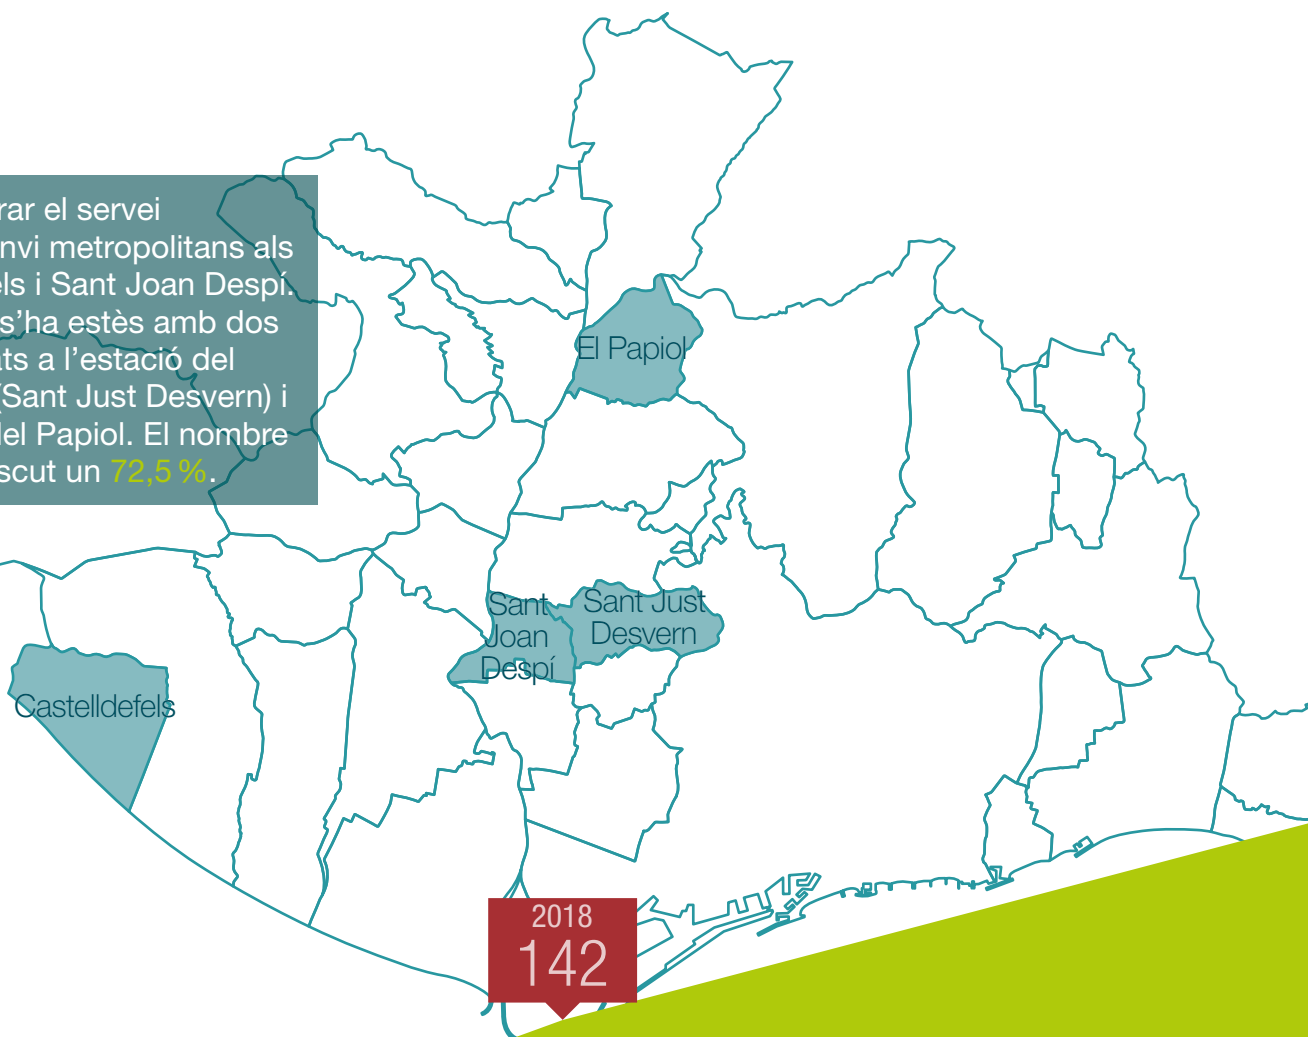 rar el servei
nvi metropolitans als
els i Sant Joan Despí.
s’ha estès amb dos
ats a l’estació del
(Sant Just Desvern) i
del Papiol. El nombre
scut un 72,5 %.
El Papiol
Sant Just
Desvern
Sant
Joan
Despí
Castelldefels
2018
142